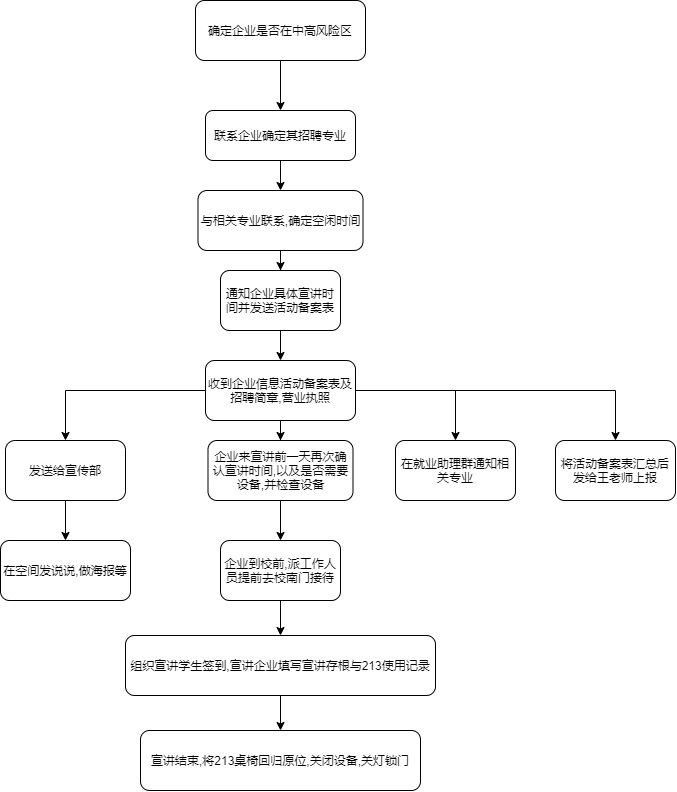 确定企业是否在中高风险区
联系企业确定其招聘专业
与相关专业联系,确定空闲时间
通知企业具体宣讲时
间并发送活动备案表
收到企业信息活动备案表及
招聘简章,营业执照
发送给宣传部
企业来宣讲前一天再次确
认宣讲时间,以及是否需要
设备,并检查设备
在就业助理群通知相
关专业
将活动备案表汇总后
发给王老师上报
在空间发说说,做海报等
企业到校前,派工作人
员提前去校南门接待
组织宣讲学生签到,宣讲企业填写宣讲存根与213使用记录
宣讲结束,将213桌椅回归原位,关闭设备,关灯锁门